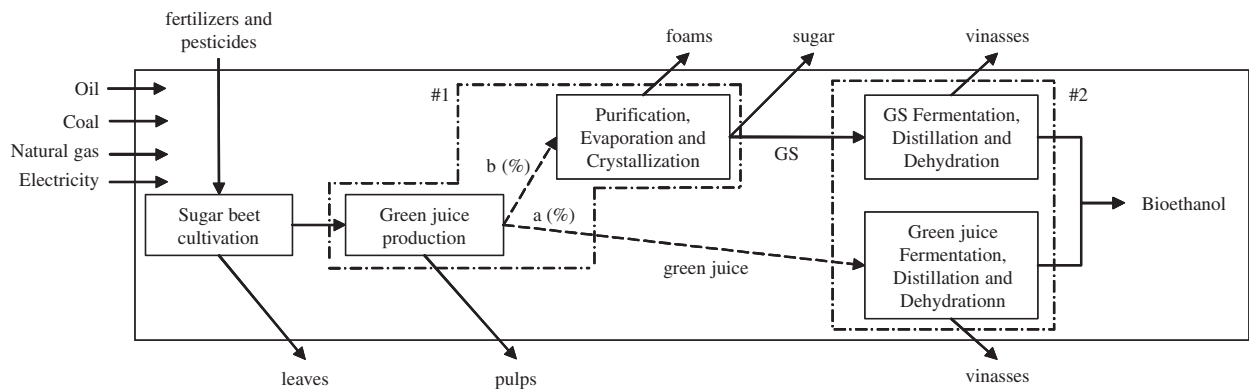 fertilizers and
pesticides
foams
sugar
vinasses
Oil
Coal
Natural gas
Electricity
#1
Purification,
Evaporation and
Crystallization
GS
GS Fermentation,
Distillation and
Dehydration
#2
b (%)
a (%)
Sugar beet
cultivation
Green juice
production
green juice
Green juice
Fermentation,
Distillation and
Dehydrationn
Bioethanol
leaves
pulps
vinasses